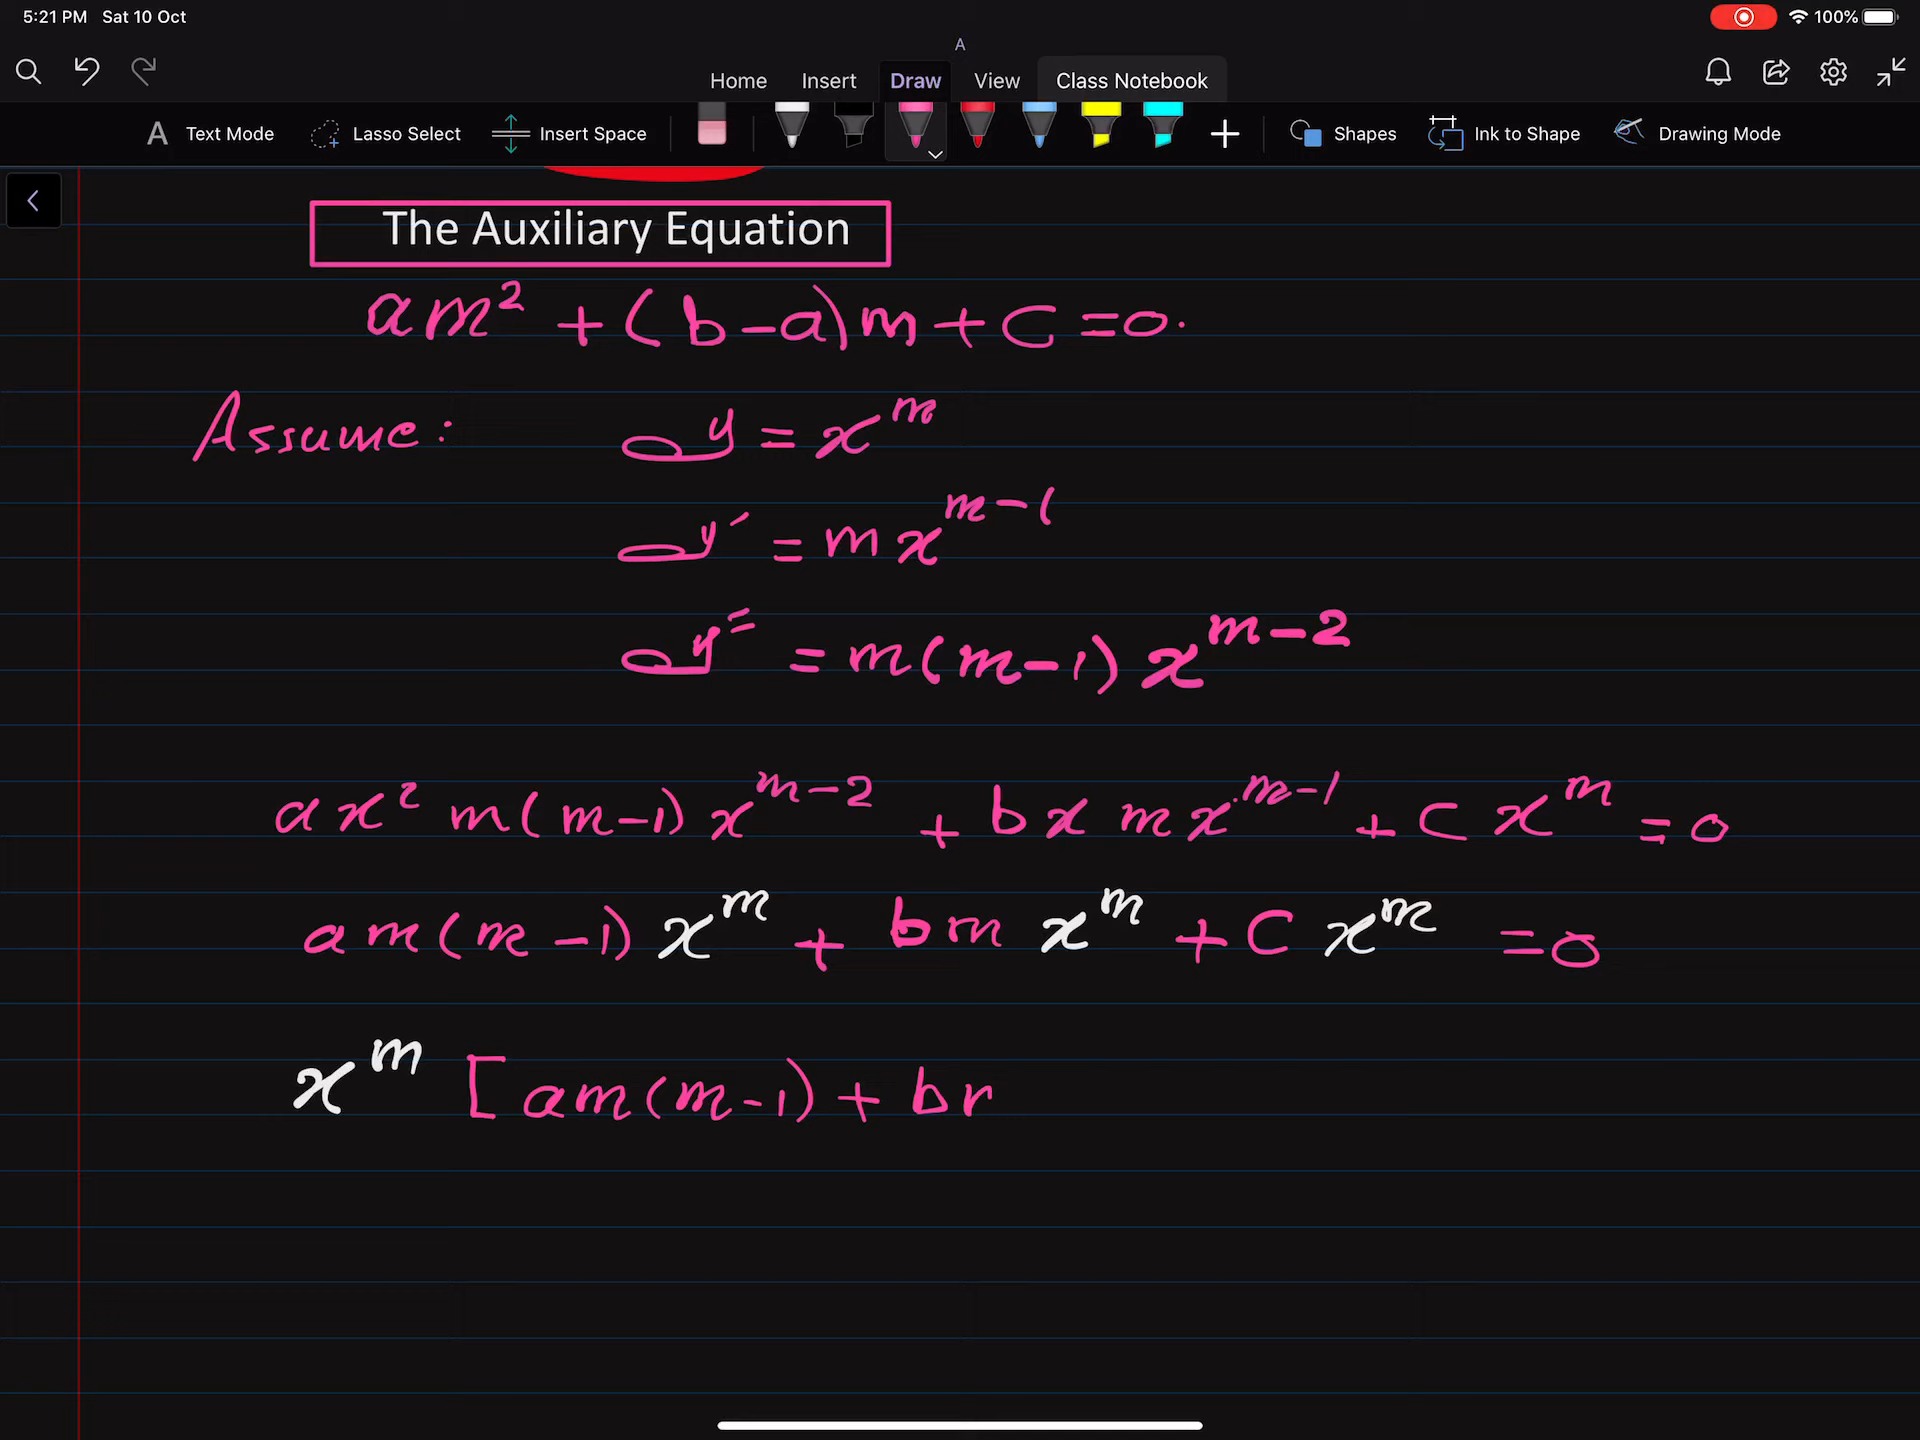 5:21 PM Sat 10 Oct 100%
A
Home Insert Draw View Class Notebook
A Text Mode Lasso Select Insert Space Shapes Ink to Shape Drawing Mode
The Auxiliary Equation
am² + (b-a)m + c = 0.
Assume: y = x^m
y' = mx^(m-1)
y'' = m(m-1) x^(m-2)
ax² m(m-1) x^(m-2) + bx mx^(m-1) + c x^m = 0
am(m-1) x^m + bm x^m + c x^m = 0
x^m [ am(m-1) + br